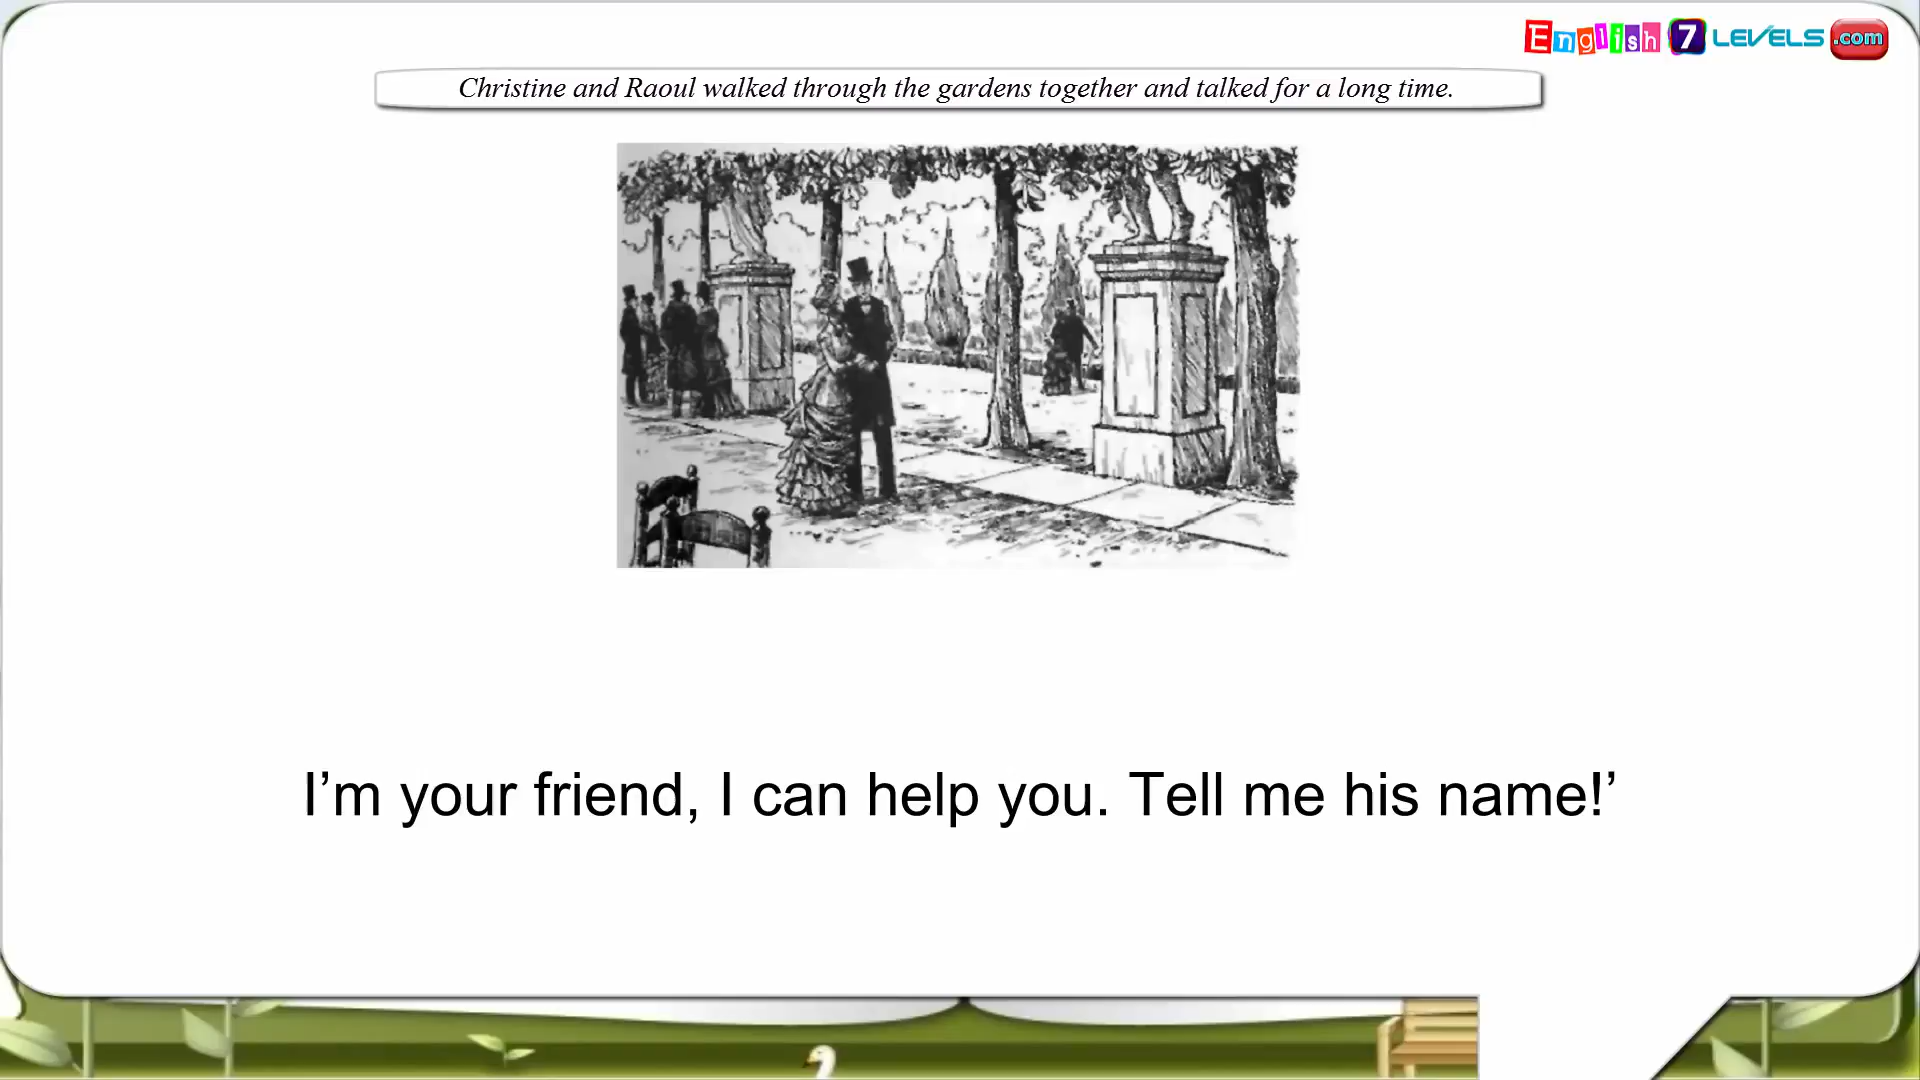 English 7 LEVELS .com
Christine and Raoul walked through the gardens together and talked for a long time.
I’m your friend, I can help you. Tell me his name!’